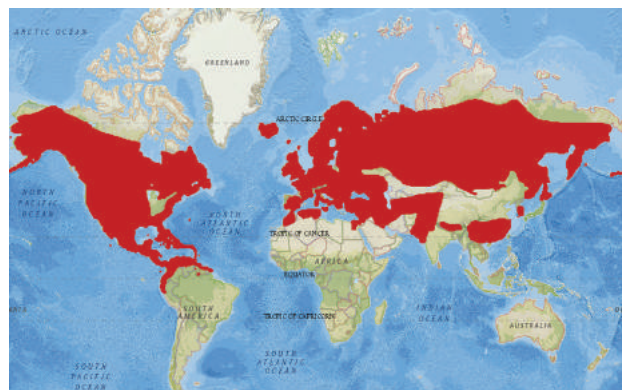 ARCTIC OCEAN
GREENLAND
ARCTIC CIRCLE
NORTH
PACIFIC
OCEAN
NORTH
ATLANTIC
OCEAN
TROPIC OF CANCER
AFRICA
EQUATOR
SOUTH
AMERICA
INDIAN
OCEAN
TROPIC OF CAPRICORN
AUSTRALIA
SOUTH
ATLANTIC
OCEAN
SOUTH
PACIFIC
OCEAN